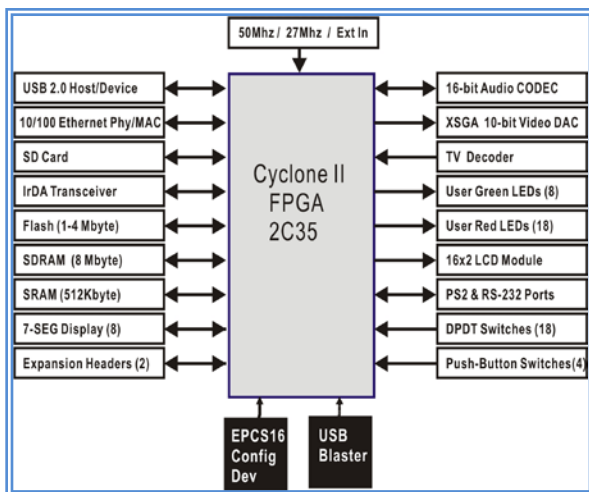 50Mhz / 27Mhz / Ext In
USB 2.0 Host/Device
10/100 Ethernet Phy/MAC
SD Card
IrDA Transceiver
Flash (1-4 Mbyte)
SDRAM (8 Mbyte)
SRAM (512Kbyte)
7-SEG Display (8)
Expansion Headers (2)
Cyclone II
FPGA
2C35
16-bit Audio CODEC
XSGA 10-bit Video DAC
TV Decoder
User Green LEDs (8)
User Red LEDs (18)
16x2 LCD Module
PS2 & RS-232 Ports
DPDT Switches (18)
Push-Button Switches(4)
EPCS16
Config
Dev
USB
Blaster